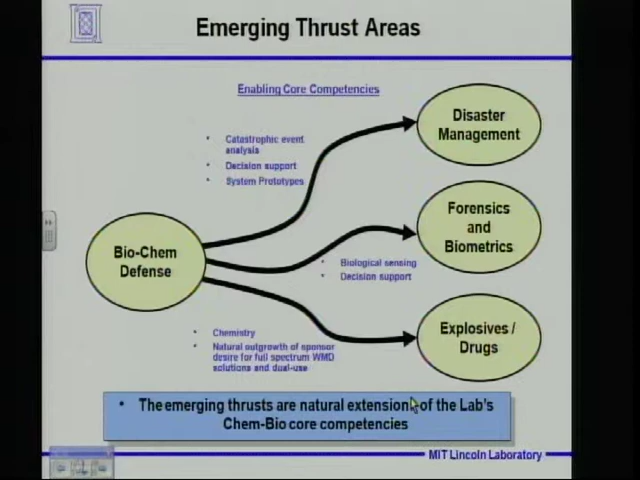 Emerging Thrust Areas
Enabling Core Competencies
• Catastrophic event
analysis
• Decision support
• System Prototypes
Disaster
Management
Forensics
and
Biometrics
Bio-Chem
Defense
• Biological sensing
• Decision support
Explosives /
Drugs
• Chemistry
• Natural outgrowth of sponsor
desire for full spectrum WMD
solutions and dual-use
• The emerging thrusts are natural extension of the Lab's
Chem-Bio core competencies
MIT Lincoln Laboratory